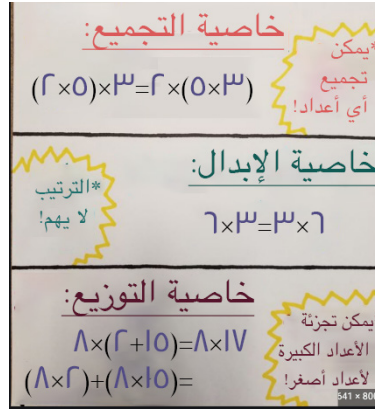 خاصية التجميع:
*يمكن
تجميع
أي أعداد!
(٣×٥)×٢=٣×(٥×٢)
خاصية الإبدال:
*الترتيب
لا يهم!
٦×٣=٣×٦
خاصية التوزيع:
يمكن تجزئة
الأعداد الكبيرة
لأعداد أصغر!
١٧×٨=(١٥+٢)×٨
=(١٥×٨)+(٢×٨)